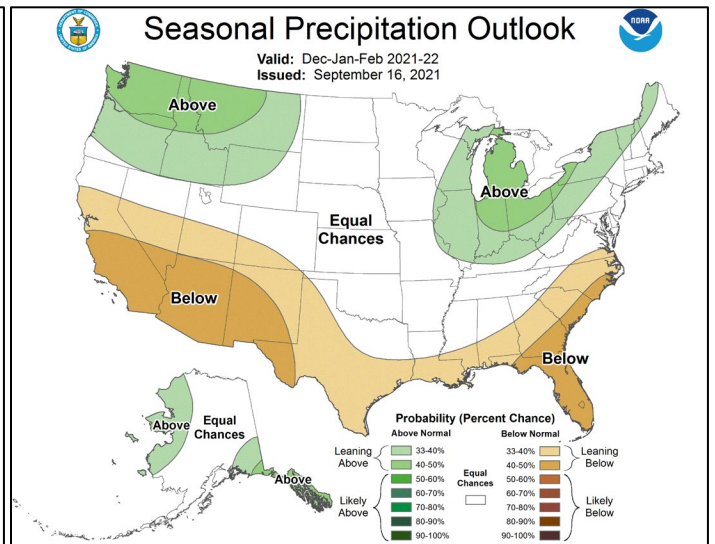 Seasonal Precipitation Outlook
NOAA
Valid: Dec-Jan-Feb 2021-22
Issued: September 16, 2021
Above
Above
Equal
Chances
Below
Below
Above
Equal
Chances
Above
Probability (Percent Chance)
Above Normal
Below Normal
Leaning
Above
33-40%
40-50%
Likely
Above
50-60%
60-70%
70-80%
80-90%
90-100%
Equal
Chances
33-40%
40-50%
Leaning
Below
50-60%
60-70%
70-80%
80-90%
90-100%
Likely
Below